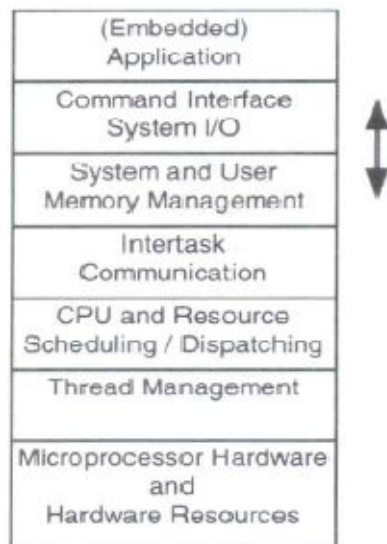 (Embedded)
Application
Command Interface
System I/O
System and User
Memory Management
Intertask
Communication
CPU and Resource
Scheduling / Dispatching
Thread Management
Microprocessor Hardware
and
Hardware Resources